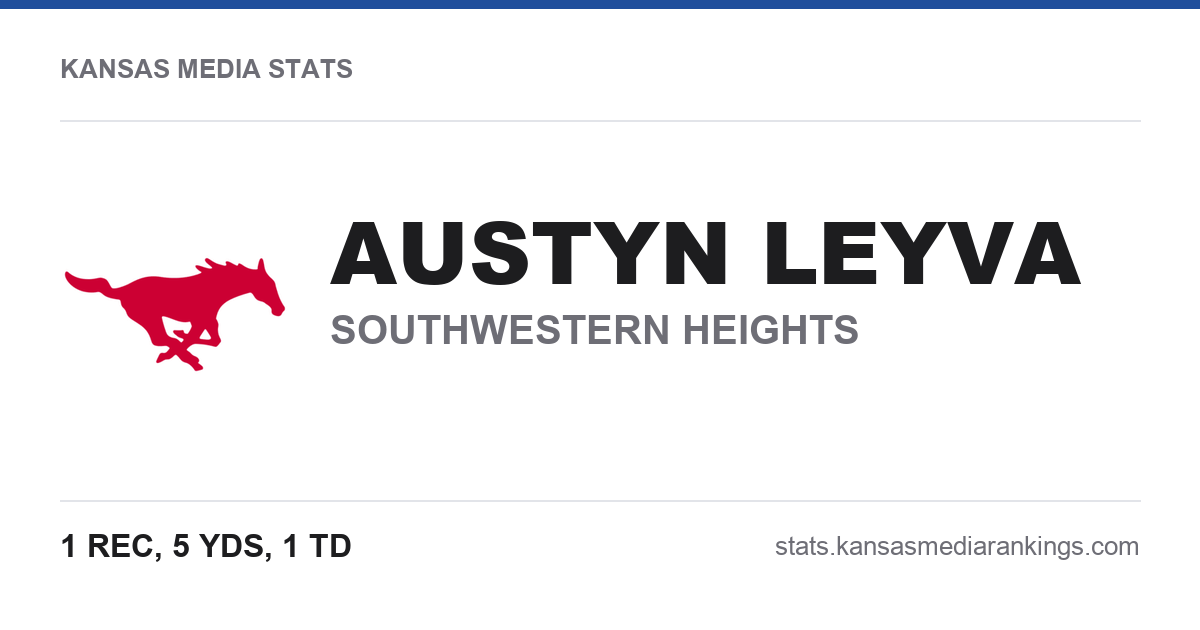 KANSAS MEDIA STATS
AUSTYN LEYVA
SOUTHWESTERN HEIGHTS
1 REC, 5 YDS, 1 TD
stats.kansasmediarankings.com